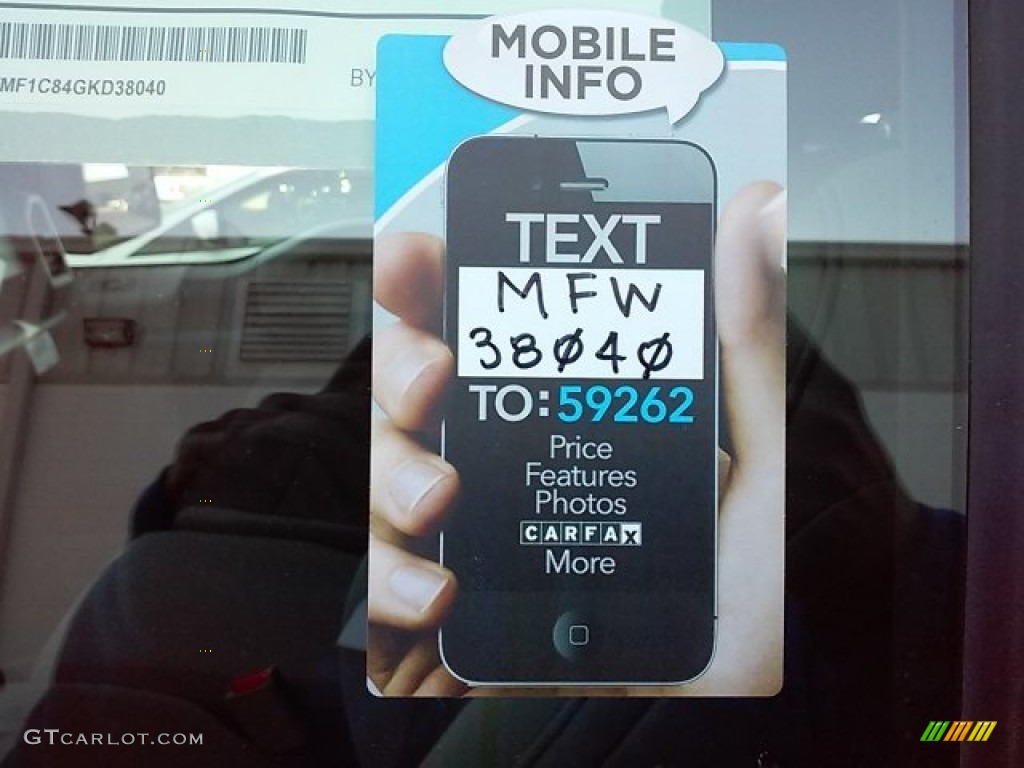 MF1C84GKD38040
BY
MOBILE
INFO
TEXT
MFW
38040
TO: 59262
Price
Features
Photos
CARFAX
More
GTCARLOT.COM